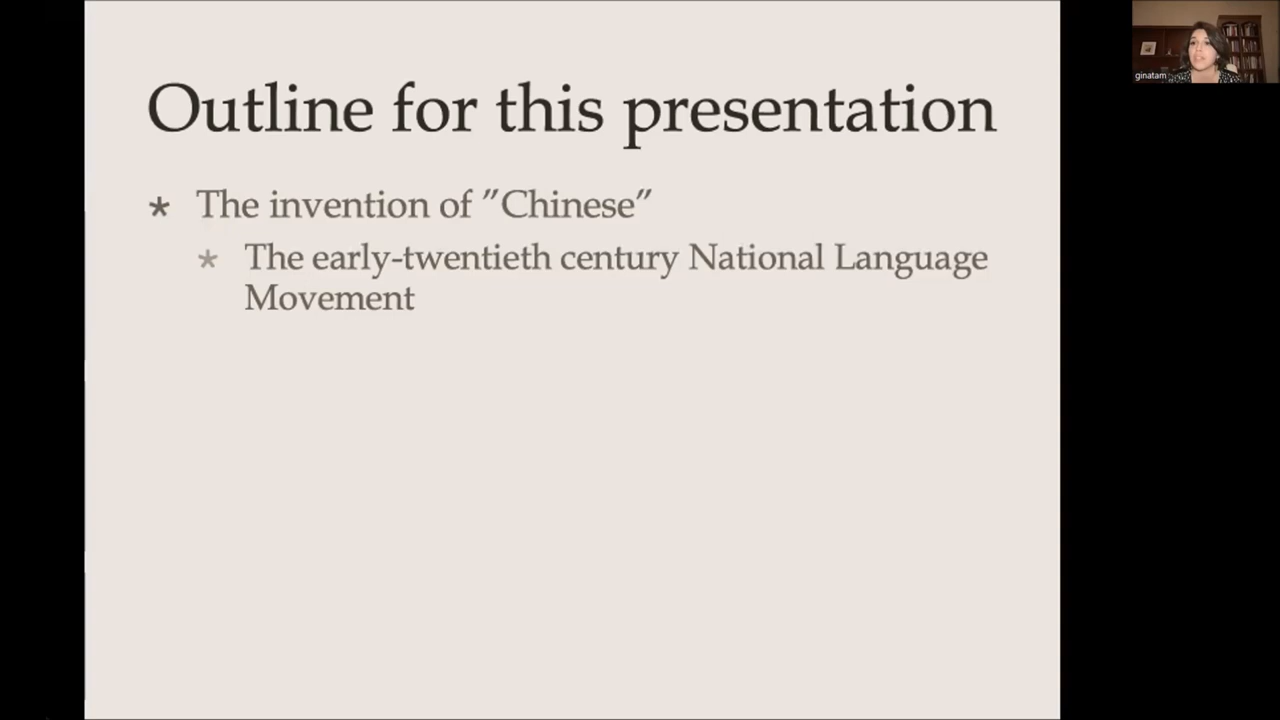 Outline for this presentation
* The invention of ”Chinese”
* The early-twentieth century National Language
Movement
ginatam